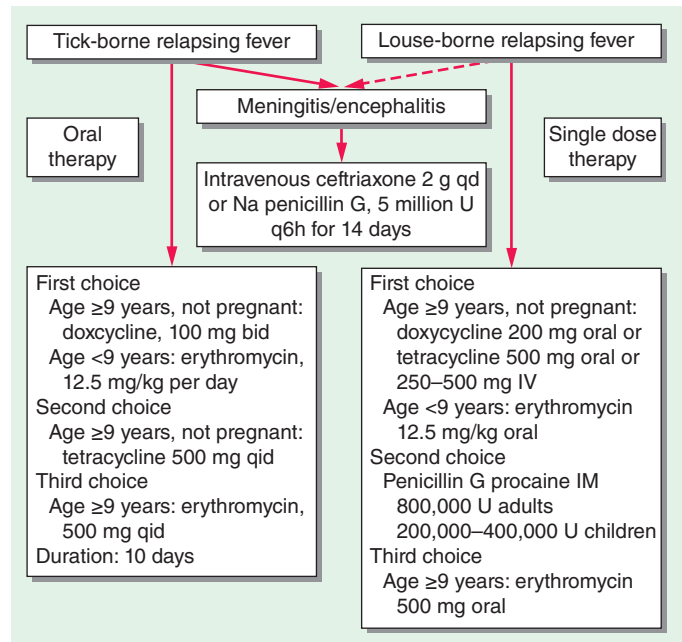 Tick-borne relapsing fever
Louse-borne relapsing fever
Meningitis/encephalitis
Oral
therapy
Single dose
therapy
Intravenous ceftriaxone 2 g qd
or Na penicillin G, 5 million U
q6h for 14 days
First choice
Age ≥9 years, not pregnant:
doxcycline, 100 mg bid
Age <9 years: erythromycin,
12.5 mg/kg per day
Second choice
Age ≥9 years, not pregnant:
tetracycline 500 mg qid
Third choice
Age ≥9 years: erythromycin,
500 mg qid
Duration: 10 days
First choice
Age ≥9 years, not pregnant:
doxycycline 200 mg oral or
tetracycline 500 mg oral or
250–500 mg IV
Age <9 years: erythromycin
12.5 mg/kg oral
Second choice
Penicillin G procaine IM
800,000 U adults
200,000–400,000 U children
Third choice
Age ≥9 years: erythromycin
500 mg oral